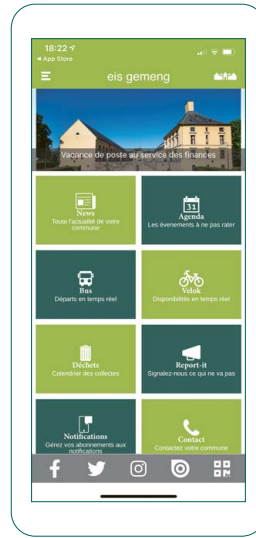 18:22
◀ App Store
eis gemeng
Vacance de poste au service des finances
News
Toute l'actualité de votre
commune
31
Agenda
Les évenements à ne pas rater
Bus
Départs en temps réel
Velok
Disponibilités en temps réel
Déchets
Calendrier des collectes
Report-it
Signalez-nous ce qui ne va pas
Notifications
Gérez vos abonnements aux
notifications
Contact
Contactez votre commune